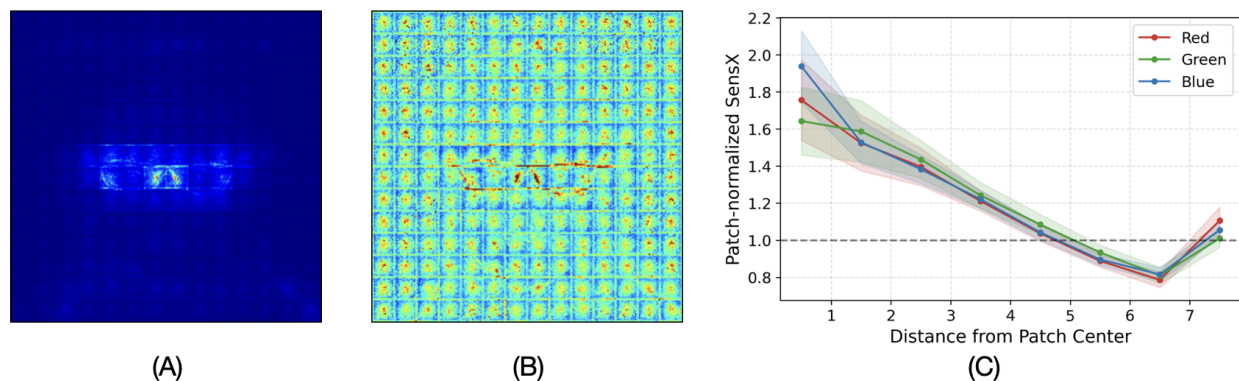 2.2
2.0
1.8
1.6
1.4
1.2
1.0
0.8
Patch-normalized SensX
Red
Green
Blue
1 2 3 4 5 6 7
Distance from Patch Center
(A) (B) (C)